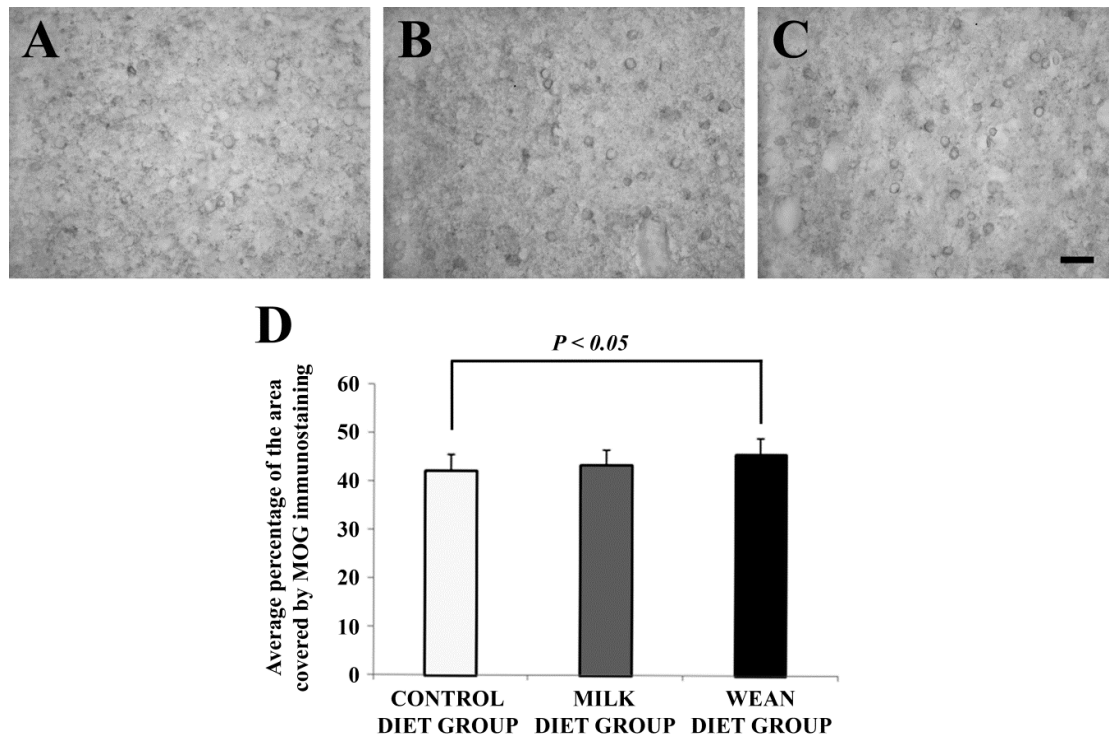 A
B
C
D
P < 0.05
Average percentage of the area
covered by MOG immunostaining
60
50
40
30
20
10
0
CONTROL
DIET GROUP
MILK
DIET GROUP
WEAN
DIET GROUP